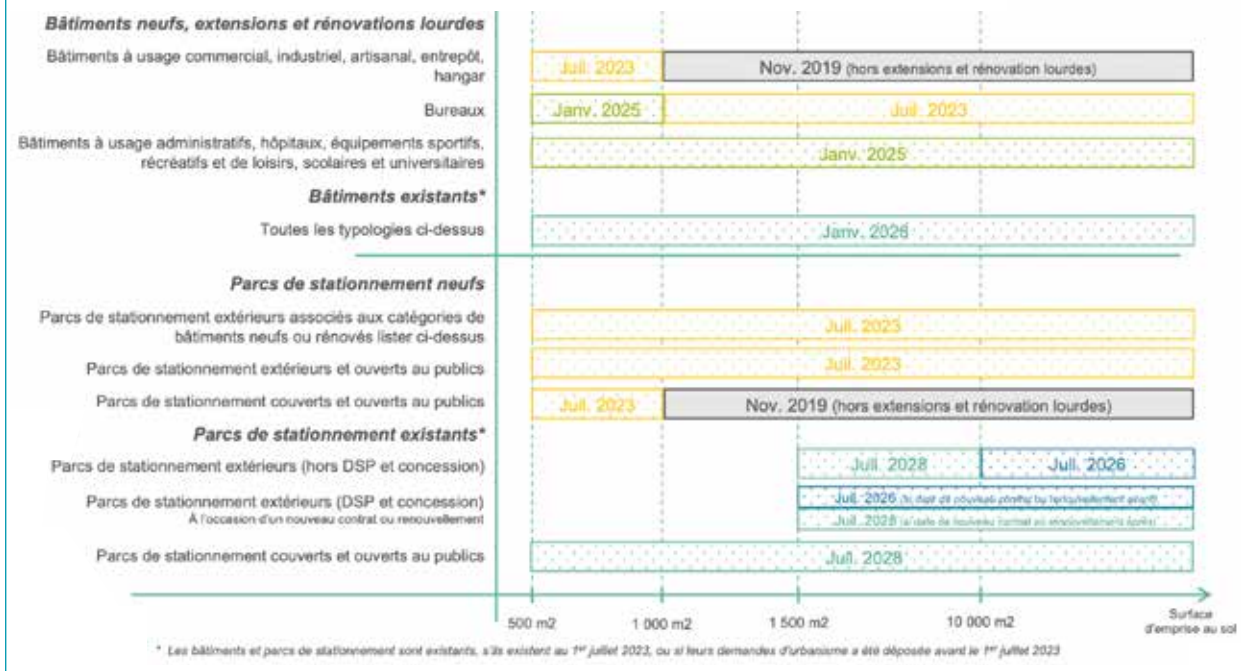 Bâtiments neufs, extensions et rénovations lourdes
Bâtiments à usage commercial, industriel, artisanal, entrepôt,
hangar
Juil. 2023
Nov. 2019 (hors extensions et rénovation lourdes)
Bureaux
Janv. 2025
Juil. 2023
Bâtiments à usage administratifs, hôpitaux, équipements sportifs,
récréatifs et de loisirs, scolaires et universitaires
Janv. 2025
Bâtiments existants*
Toutes les typologies ci-dessus
Janv. 2028
Parcs de stationnement neufs
Parcs de stationnement extérieurs associés aux catégories de
bâtiments neufs ou rénovés lister ci-dessus
Juil. 2023
Parcs de stationnement extérieurs et ouverts au publics
Juil. 2023
Parcs de stationnement couverts et ouverts au publics
Juil. 2023
Nov. 2019 (hors extensions et rénovation lourdes)
Parcs de stationnement existants*
Parcs de stationnement extérieurs (hors DSP et concession)
Juil. 2028
Juil. 2026
Parcs de stationnement extérieurs (DSP et concession)
À l'occasion d'un nouveau contrat ou renouvellement
Juil. 2026
Juil. 2028
Parcs de stationnement couverts et ouverts au publics
Juil. 2028
500 m2
1 000 m2
1 500 m2
10 000 m2
Surface
d'emprise au sol
* Les bâtiments et parcs de stationnement sont existants, s'ils existent au 1er juillet 2023, ou si leurs demandes d'urbanisme a été déposée avant le 1er juillet 2023